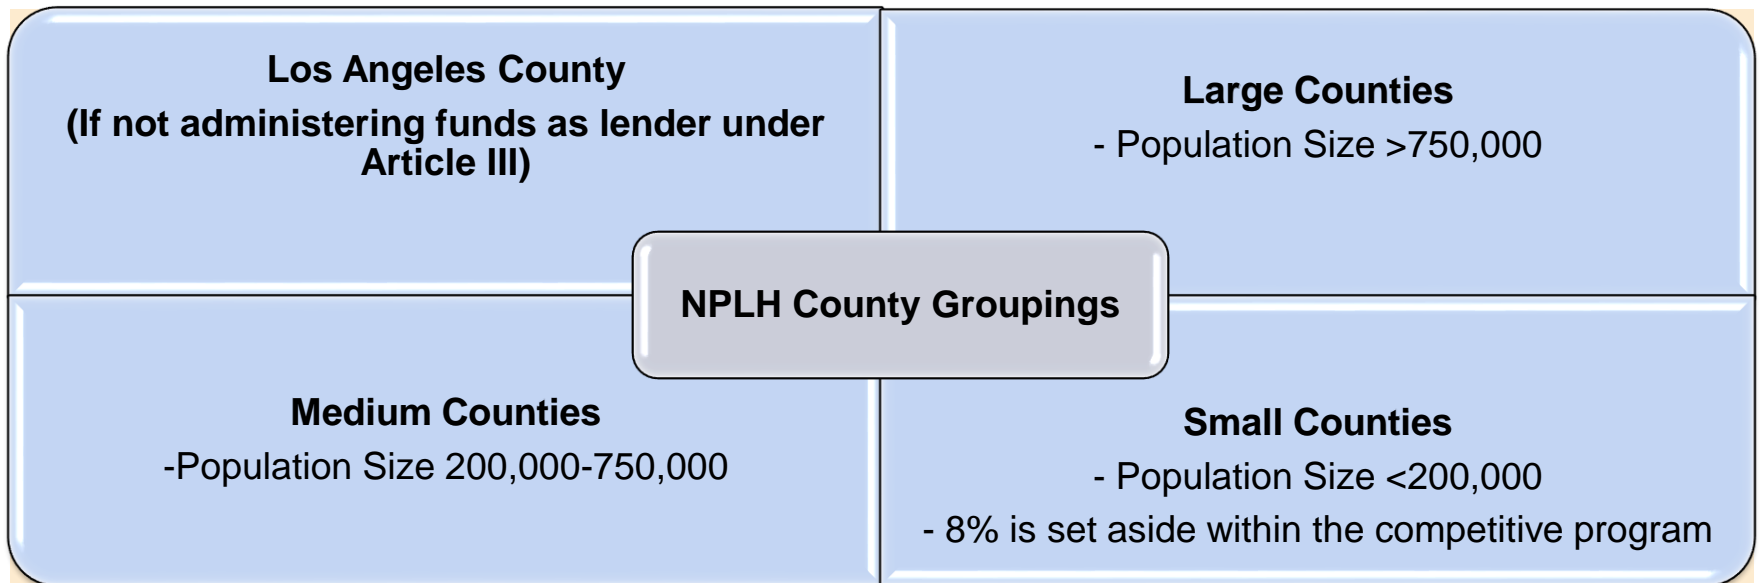 Los Angeles County
(If not administering funds as lender under
Article III)
Large Counties
- Population Size >750,000
NPLH County Groupings
Medium Counties
-Population Size 200,000-750,000
Small Counties
- Population Size <200,000
- 8% is set aside within the competitive program